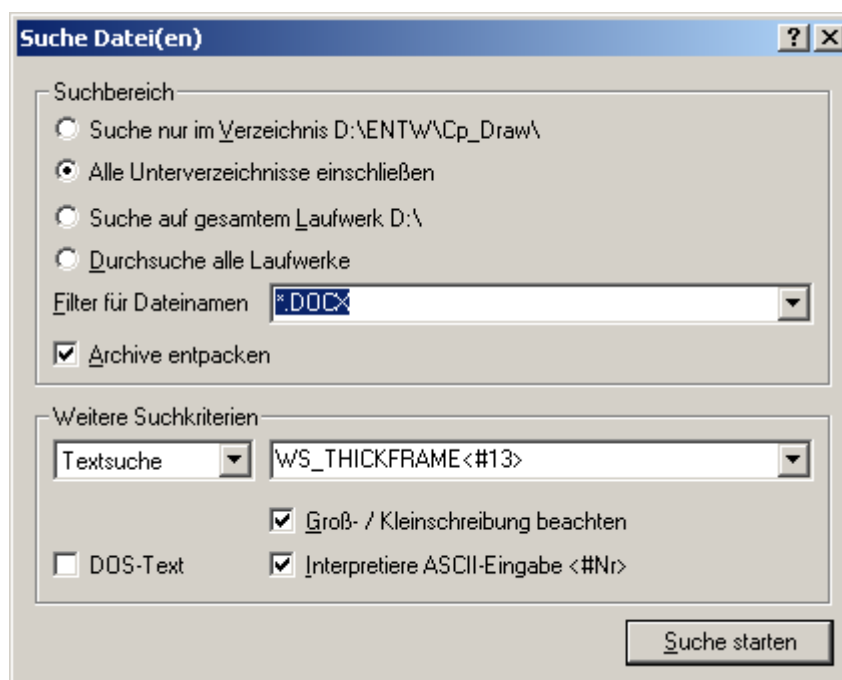 Suche Datei(en)
Suchbereich
Suche nur im Verzeichnis D:\ENTW\Cp_Draw\
Alle Unterverzeichnisse einschließen
Suche auf gesamtem Laufwerk D:\
Durchsuche alle Laufwerke
Filter für Dateinamen *.DOCX
Archive entpacken
Weitere Suchkriterien
Textsuche WS_THICKFRAME<#13>
Groß- / Kleinschreibung beachten
DOS-Text Interpretiere ASCII-Eingabe <#Nr>
Suche starten